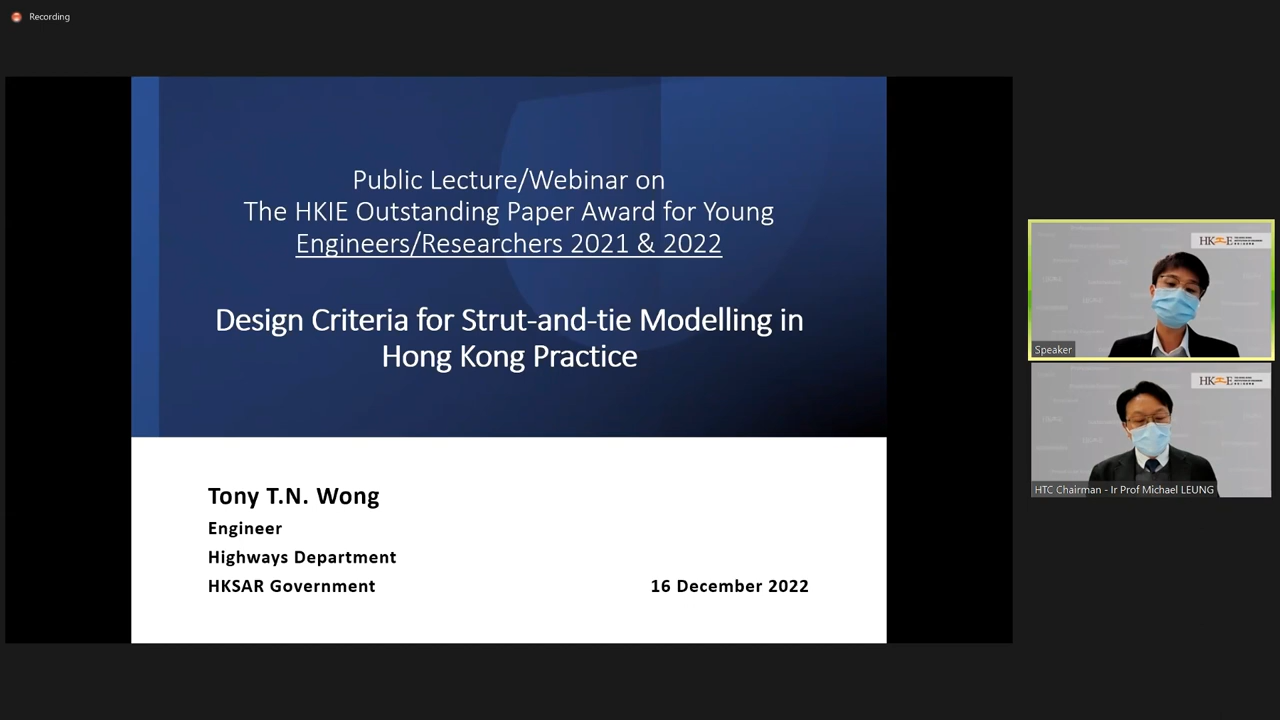 Recording
Public Lecture/Webinar on
The HKIE Outstanding Paper Award for Young
Engineers/Researchers 2021 & 2022
Design Criteria for Strut-and-tie Modelling in
Hong Kong Practice
Tony T.N. Wong
Engineer
Highways Department
HKSAR Government
16 December 2022
HKIE
Speaker
HKIE
HTC Chairman - Ir Prof Michael LEUNG